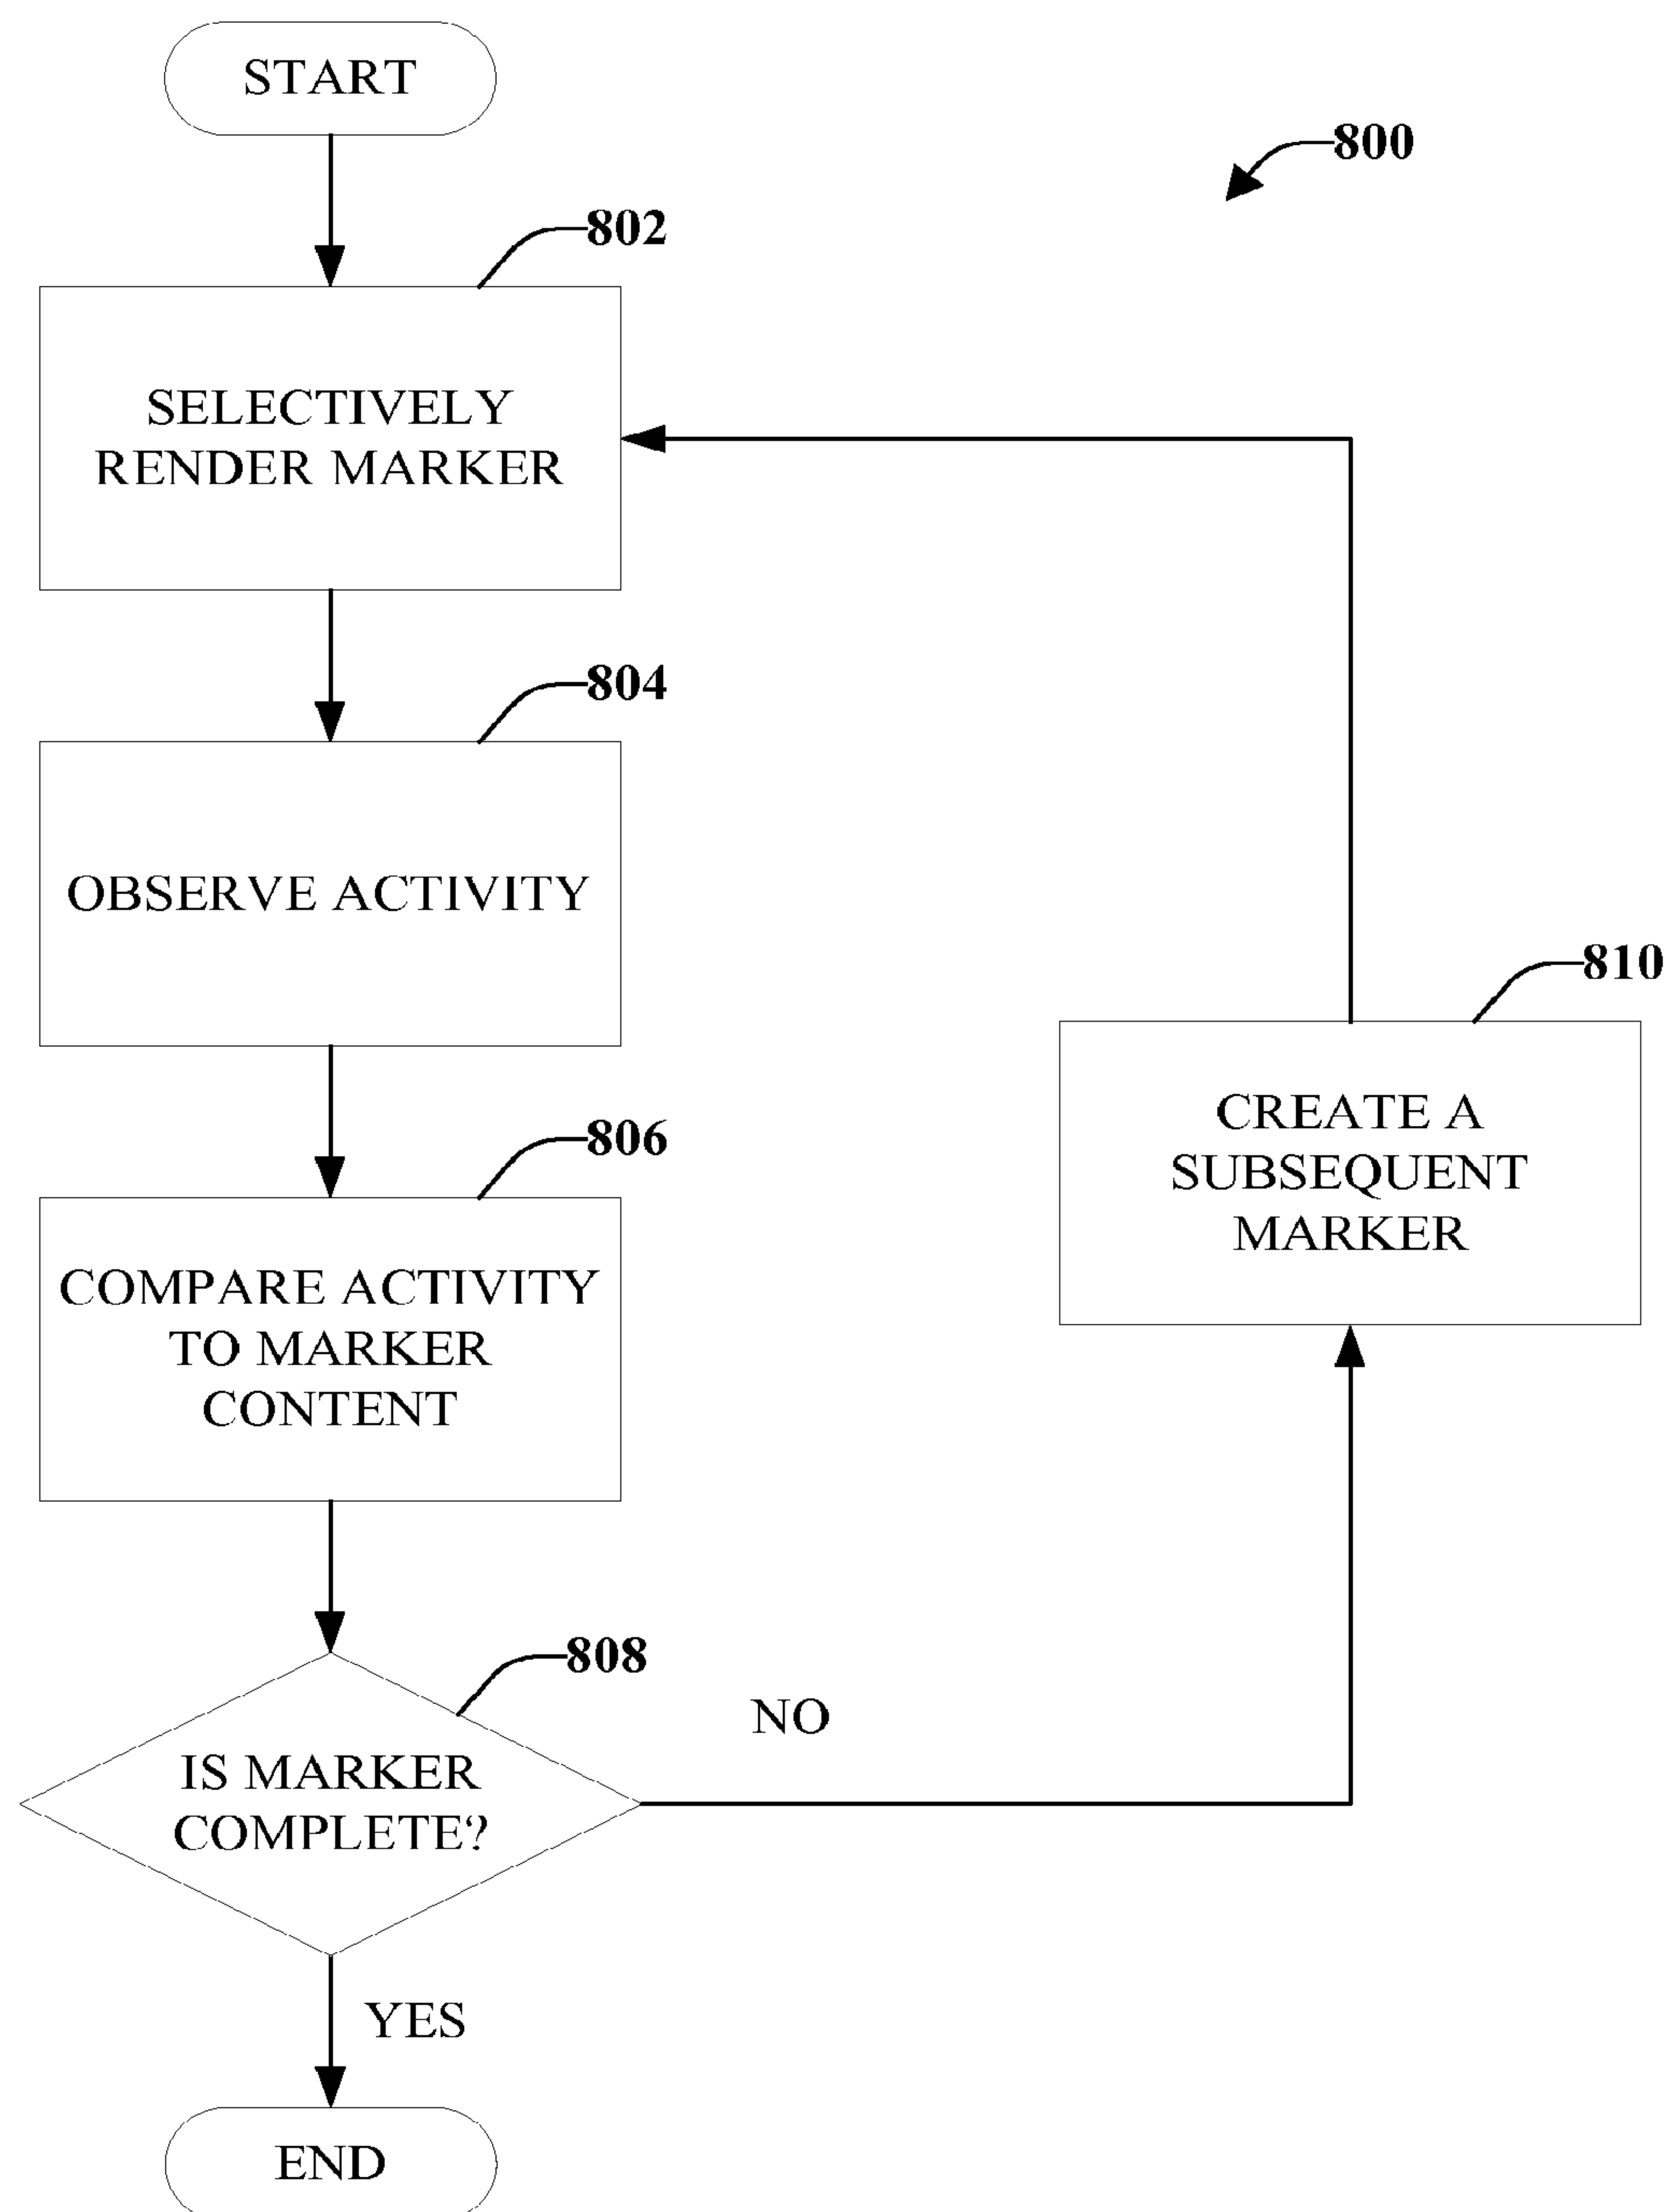 START
800
802
SELECTIVELY
RENDER MARKER
804
OBSERVE ACTIVITY
806
COMPARE ACTIVITY
TO MARKER
CONTENT
810
CREATE A
SUBSEQUENT
MARKER
808
IS MARKER
COMPLETE?
NO
YES
END